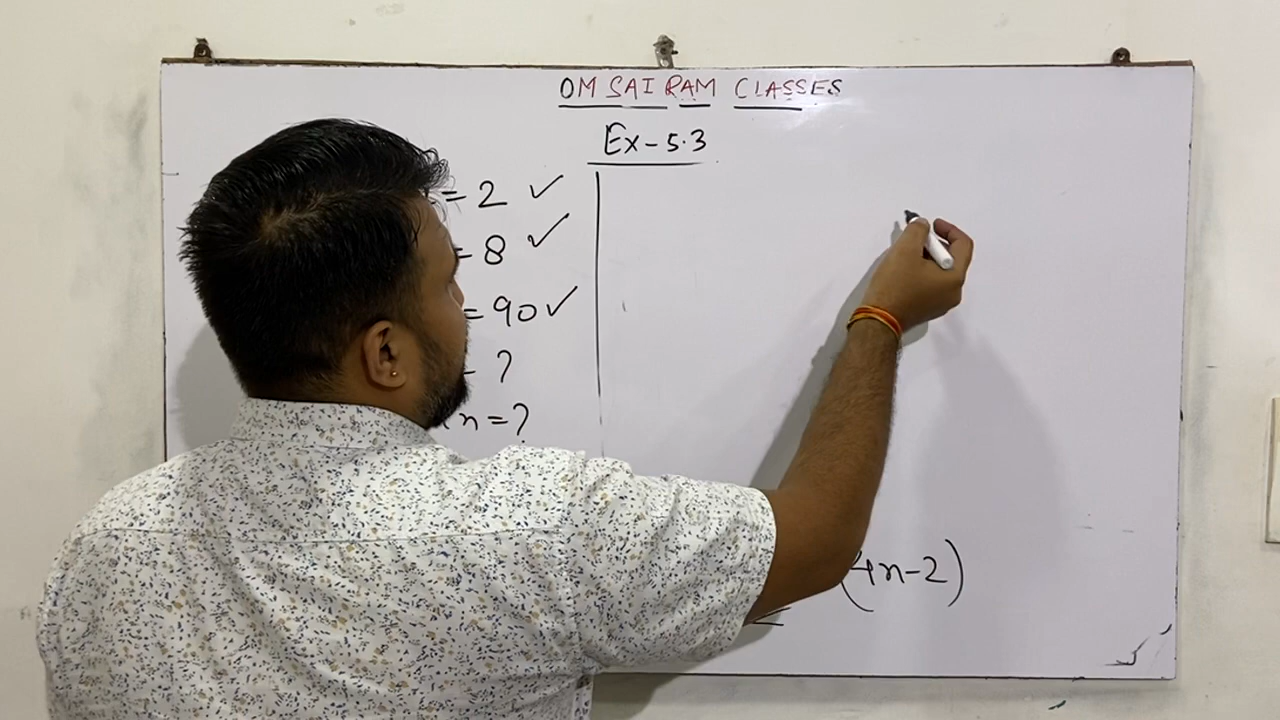 OM SAI RAM CLASSES
Ex-5.3
= 2 ✓
= 8 ✓
= 90 ✓
- ?
n = ?
(4n-2)